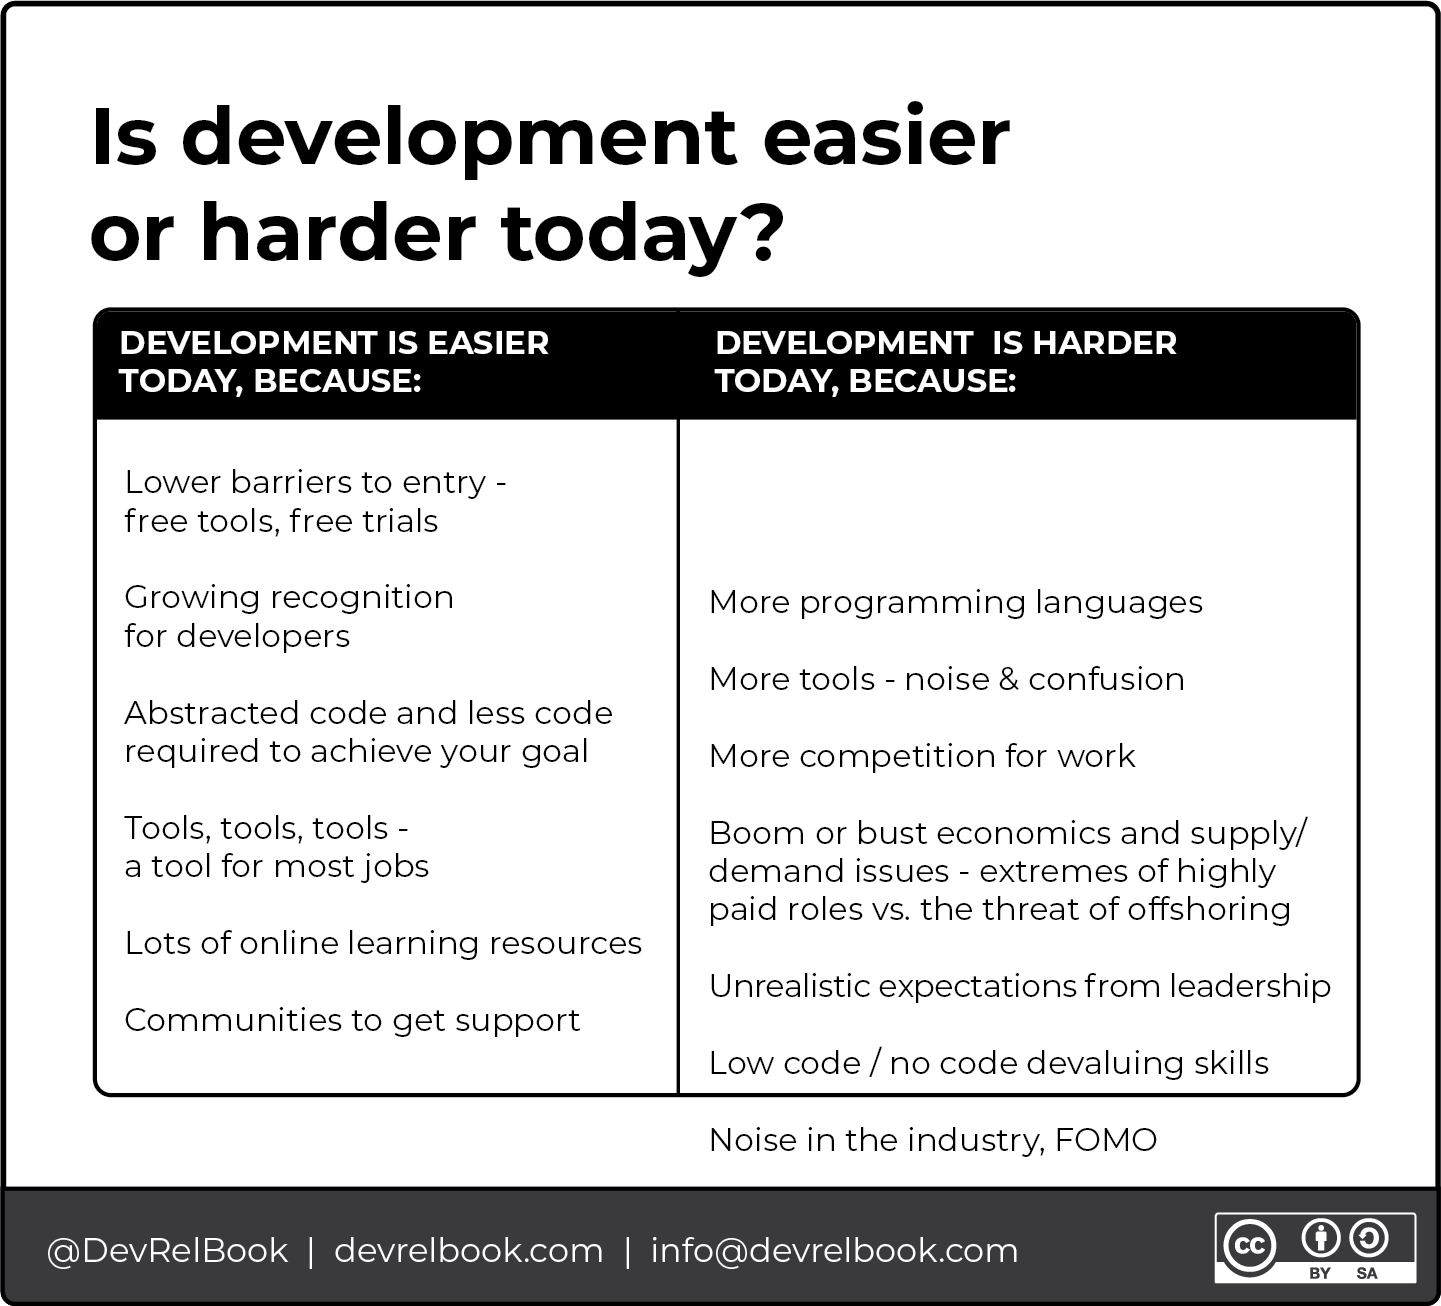 Is development easier
or harder today?
DEVELOPMENT IS EASIER
TODAY, BECAUSE:
Lower barriers to entry -
free tools, free trials
Growing recognition
for developers
Abstracted code and less code
required to achieve your goal
Tools, tools, tools -
a tool for most jobs
Lots of online learning resources
Communities to get support
DEVELOPMENT  IS HARDER
TODAY, BECAUSE:
More programming languages
More tools - noise & confusion
More competition for work
Boom or bust economics and supply/
demand issues - extremes of highly
paid roles vs. the threat of offshoring
Unrealistic expectations from leadership
Low code / no code devaluing skills
Noise in the industry, FOMO
@DevRelBook | devrelbook.com | info@devrelbook.com
cc
BY SA